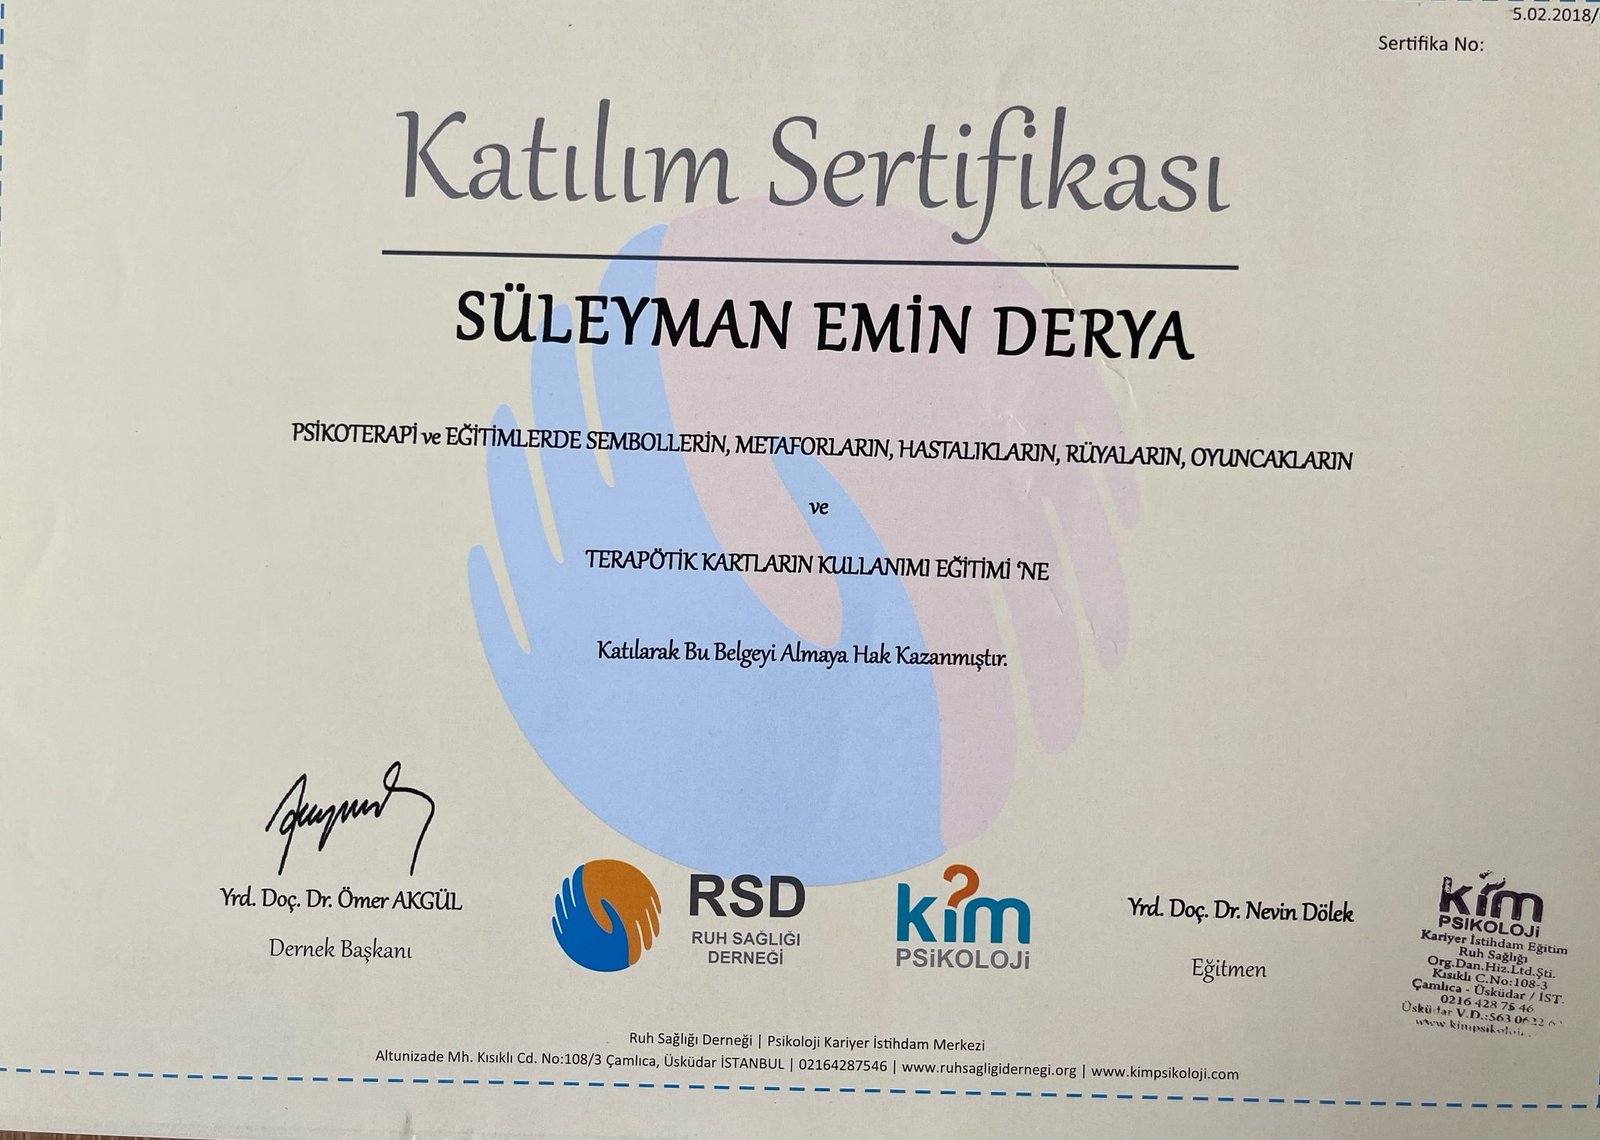 5.02.2018/
Sertifika No:
Katılım Sertifikası
SÜLEYMAN EMİN DERYA
PSİKOTERAPİ ve EĞİTİMLERDE SEMBOLLERİN, METAFORLARIN, HASTALIKLARIN, RÜYALARIN, OYUNCAKLARIN
ve
TERAPÖTİK KARTLARIN KULLANIMI EĞİTİMİ ‘NE
Katılarak Bu Belgeyi Almaya Hak Kazanmıştır.
Yrd. Doç. Dr. Ömer AKGÜL
Dernek Başkanı
RSD
RUH SAĞLIĞI
DERNEĞİ
kim
PSiKOLOJi
Yrd. Doç. Dr. Nevin Dölek
Eğitmen
kim
PSİKOLOJİ
Kariyer İstihdam Eğitim
Ruh Sağlığı
Org.Dan.Hiz.Ltd.Şti.
Kısıklı C.No:108-3
Çamlıca - Üsküdar / İST.
0216 428 75 46
Üsküdar V.D.:563
Ruh Sağlığı Derneği | Psikoloji Kariyer İstihdam Merkezi
Altunizade Mh. Kısıklı Cd. No:108/3 Çamlıca, Üsküdar İSTANBUL | 02164287546 | www.ruhsagligidernegi.org | www.kimpsikoloji.com